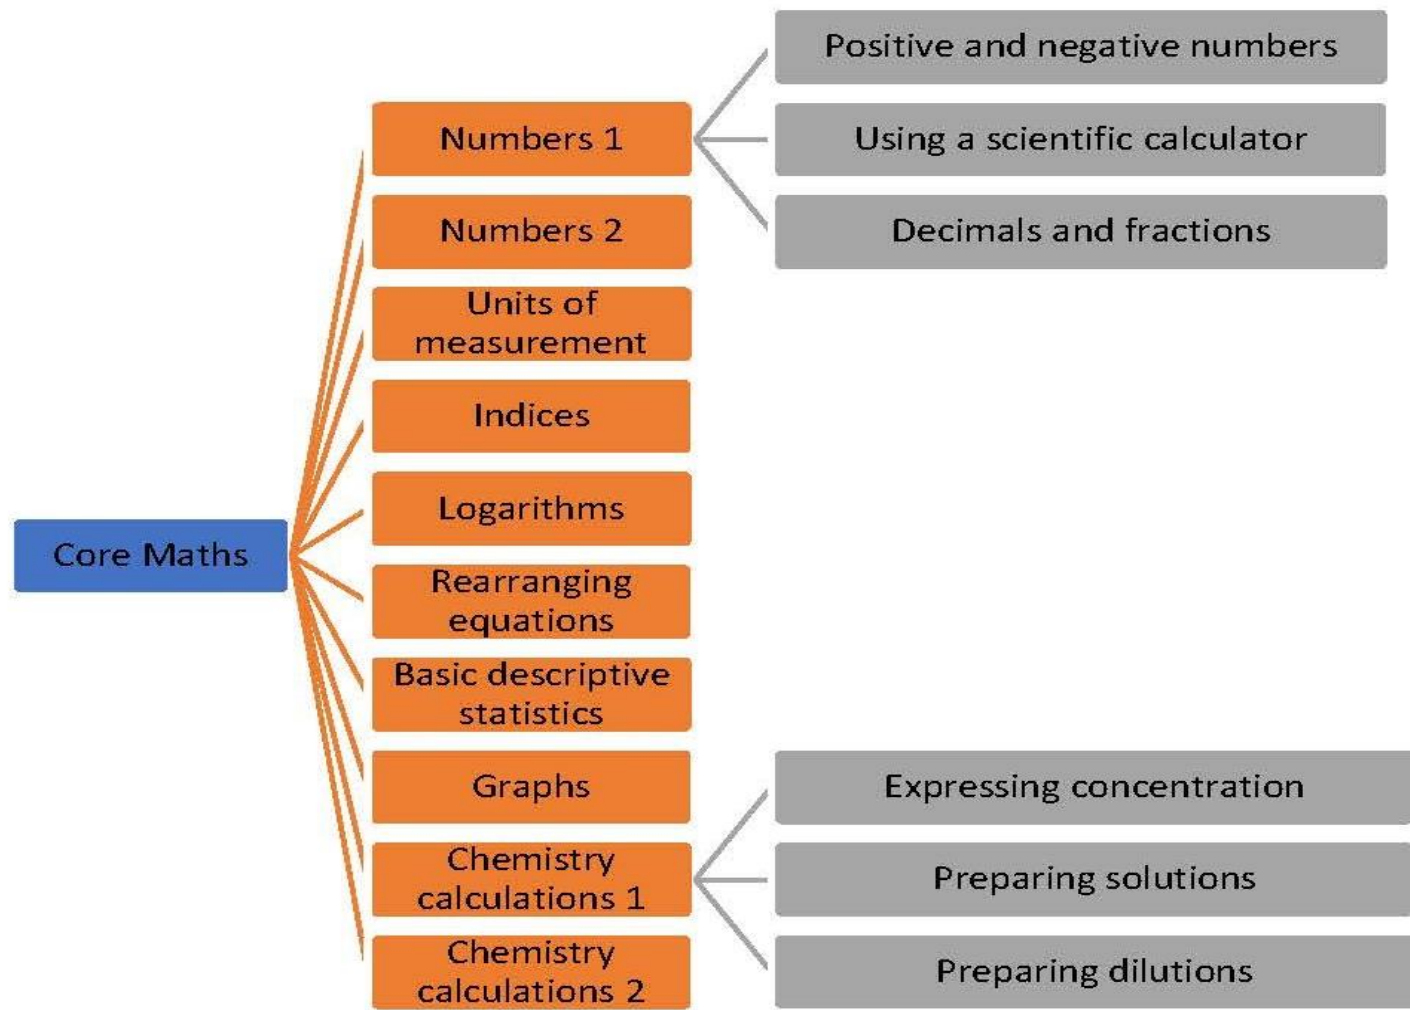 Positive and negative numbers
Numbers 1
Using a scientific calculator
Numbers 2
Decimals and fractions
Units of
measurement
Indices
Logarithms
Core Maths
Rearranging
equations
Basic descriptive
statistics
Graphs
Expressing concentration
Chemistry
calculations 1
Preparing solutions
Chemistry
calculations 2
Preparing dilutions